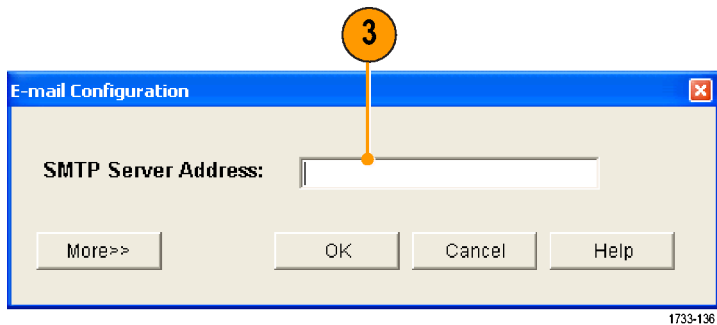 3
E-mail Configuration
SMTP Server Address:
More>>
OK
Cancel
Help
1733-136